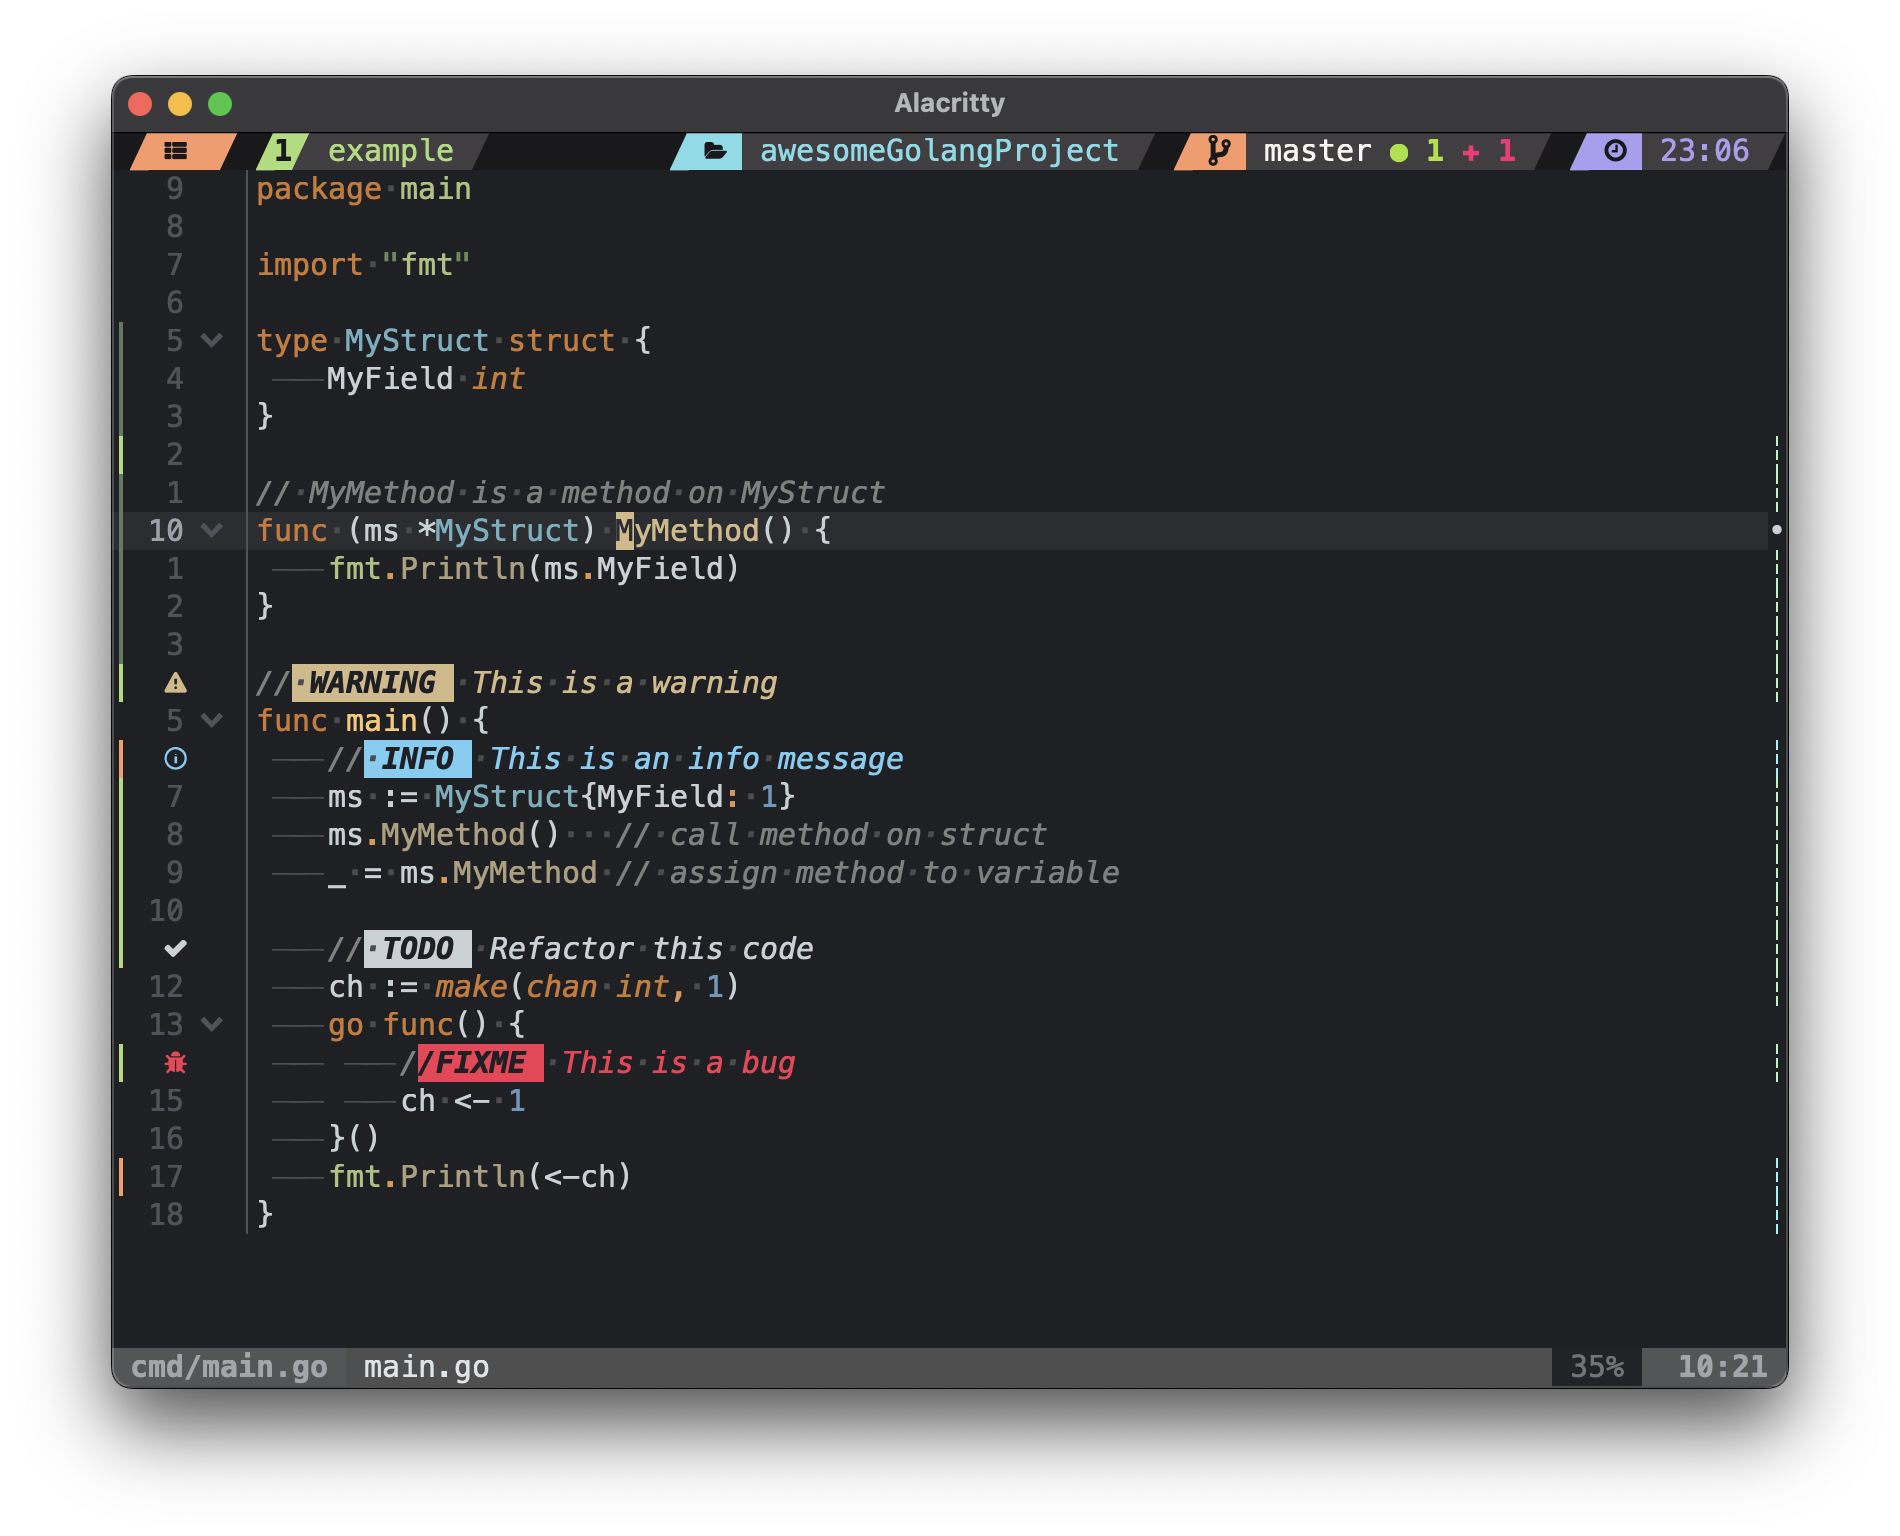 Alacritty
1 example awesomeGolangProject master ● 1 + 1 23:06
9 package main
8
7 import "fmt"
6
5 type MyStruct struct {
4 MyField int
3 }
2
1 // MyMethod is a method on MyStruct
10 func (ms *MyStruct) MyMethod() {
1 fmt.Println(ms.MyField)
2 }
3
// WARNING This is a warning
5 func main() {
// INFO This is an info message
7 ms := MyStruct{MyField: 1}
8 ms.MyMethod() // call method on struct
9 _ = ms.MyMethod // assign method to variable
10
// TODO Refactor this code
12 ch := make(chan int, 1)
13 go func() {
//FIXME This is a bug
15 ch <- 1
16 }()
17 fmt.Println(<-ch)
18 }
cmd/main.go main.go 35% 10:21